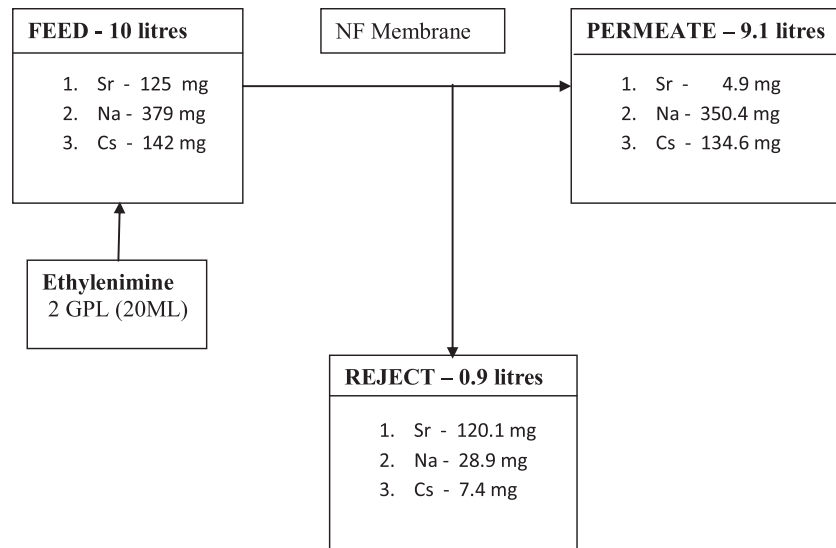 FEED - 10 litres
1. Sr - 125 mg
2. Na - 379 mg
3. Cs - 142 mg
NF Membrane
PERMEATE – 9.1 litres
1. Sr - 4.9 mg
2. Na - 350.4 mg
3. Cs - 134.6 mg
Ethylenimine
2 GPL (20ML)
REJECT – 0.9 litres
1. Sr - 120.1 mg
2. Na - 28.9 mg
3. Cs - 7.4 mg